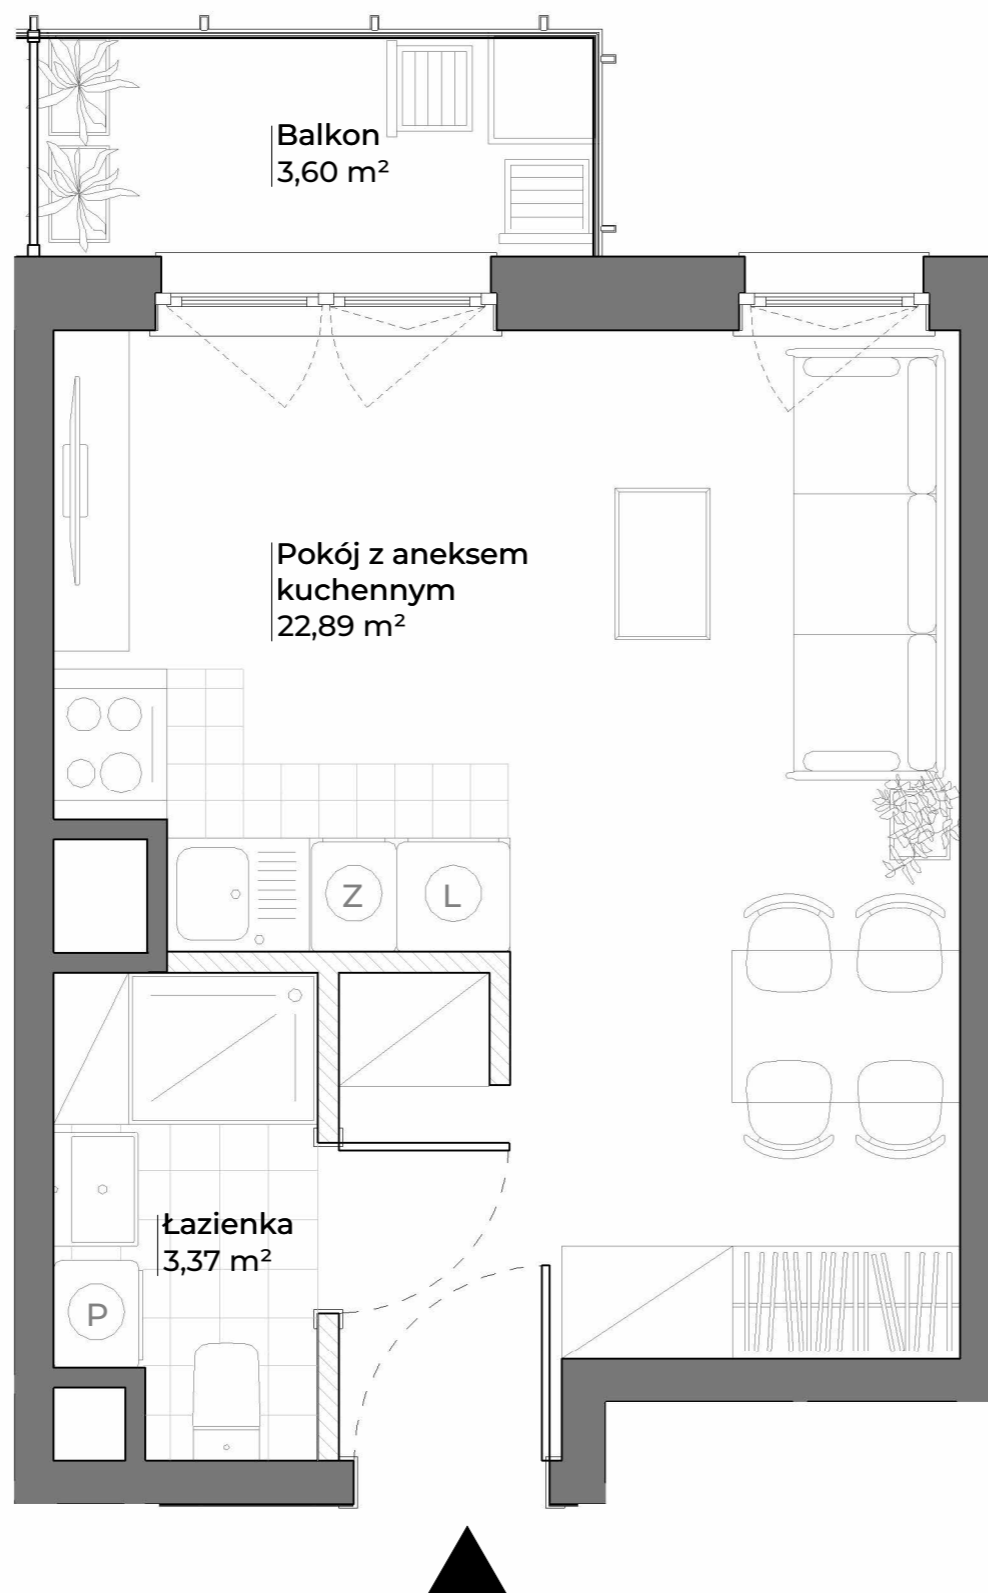 Balkon
3,60 m²
Pokój z aneksem
kuchennym
22,89 m²
Z
L
Łazienka
3,37 m²
P